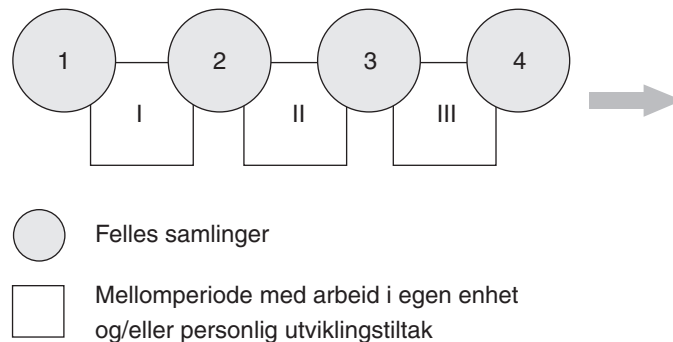 1
2
3
4
I
II
III
Felles samlinger
Mellomperiode med arbeid i egen enhet
og/eller personlig utviklingstiltak